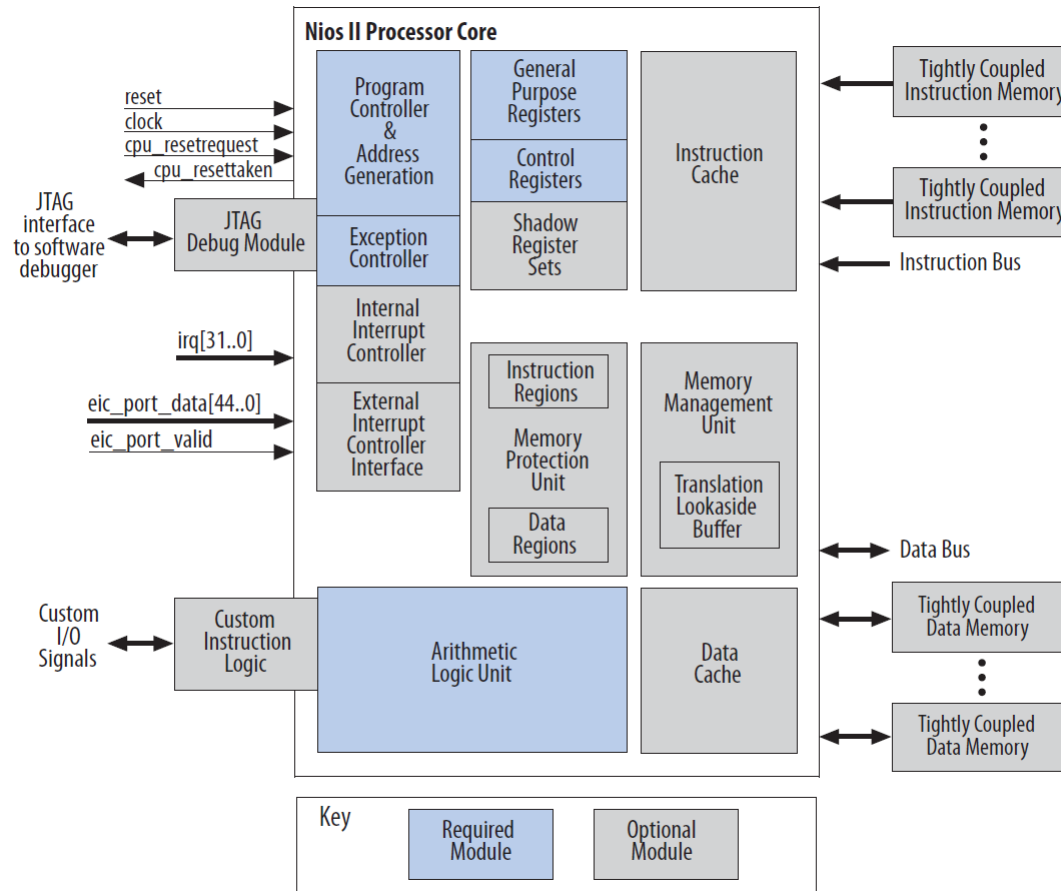 Nios II Processor Core
reset
clock
cpu_resetrequest
cpu_resettaken
JTAG
interface
to software
debugger
JTAG
Debug Module
irq[31..0]
eic_port_data[44..0]
eic_port_valid
Custom
I/O
Signals
Custom
Instruction
Logic
Program
Controller
&
Address
Generation
Exception
Controller
Internal
Interrupt
Controller
External
Interrupt
Controller
Interface
General
Purpose
Registers
Control
Registers
Shadow
Register
Sets
Instruction
Cache
Instruction
Regions
Memory
Protection
Unit
Data
Regions
Memory
Management
Unit
Translation
Lookaside
Buffer
Arithmetic
Logic Unit
Data
Cache
Tightly Coupled
Instruction Memory
Tightly Coupled
Instruction Memory
Instruction Bus
Data Bus
Tightly Coupled
Data Memory
Tightly Coupled
Data Memory
Key
Required
Module
Optional
Module